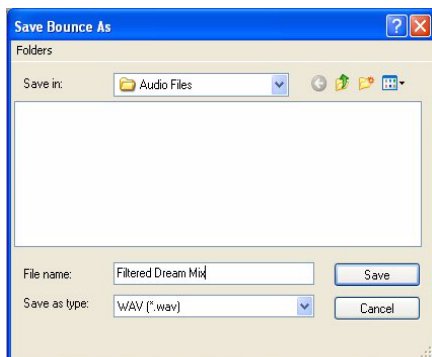 Save Bounce As
Folders
Save in: Audio Files
File name: Filtered Dream Mix
Save
Save as type: WAV (*.wav)
Cancel